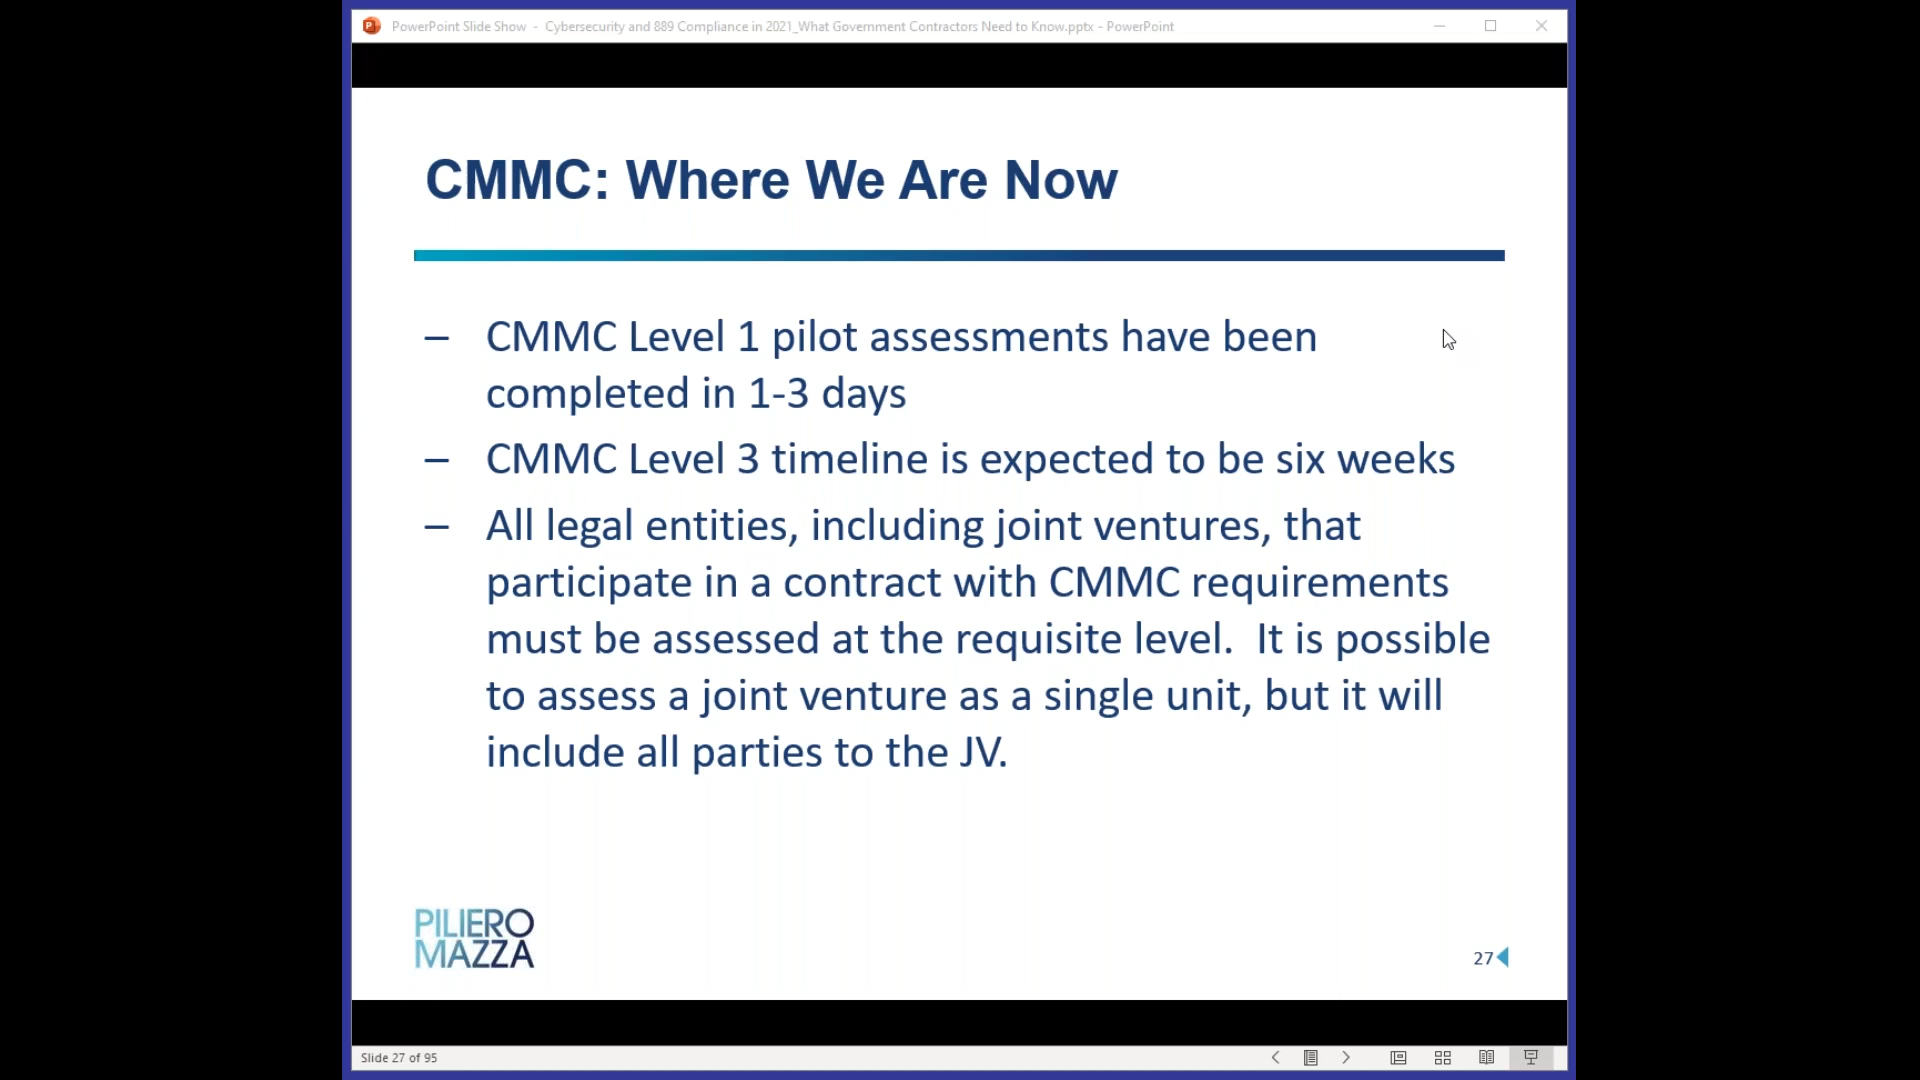 PowerPoint Slide Show - Cybersecurity and 889 Compliance in 2021_What Government Contractors Need to Know.pptx - PowerPoint
CMMC: Where We Are Now
– CMMC Level 1 pilot assessments have been
completed in 1-3 days
– CMMC Level 3 timeline is expected to be six weeks
– All legal entities, including joint ventures, that
participate in a contract with CMMC requirements
must be assessed at the requisite level.  It is possible
to assess a joint venture as a single unit, but it will
include all parties to the JV.
PILIERO
MAZZA
27
Slide 27 of 95